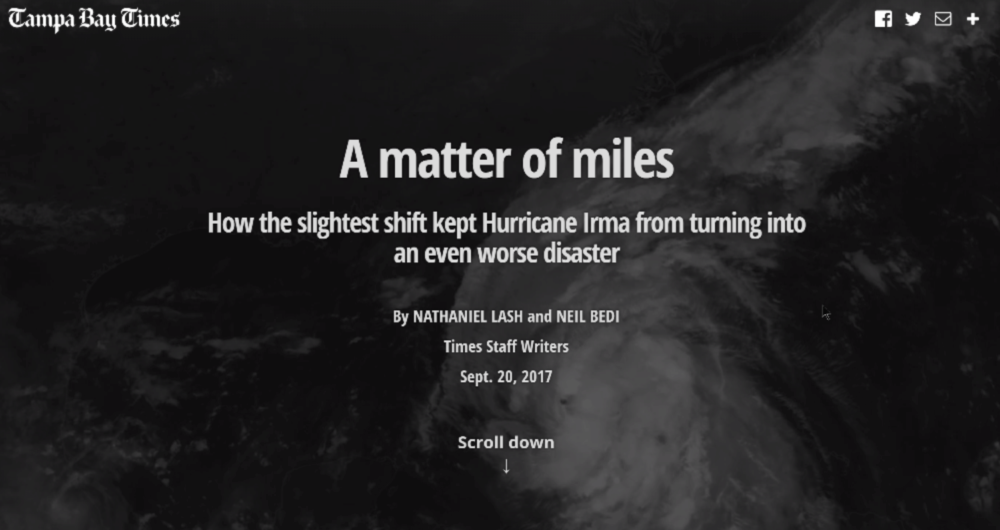 Tampa Bay Times
A matter of miles
How the slightest shift kept Hurricane Irma from turning into
an even worse disaster
By NATHANIEL LASH and NEIL BEDI
Times Staff Writers
Sept. 20, 2017
Scroll down
↓